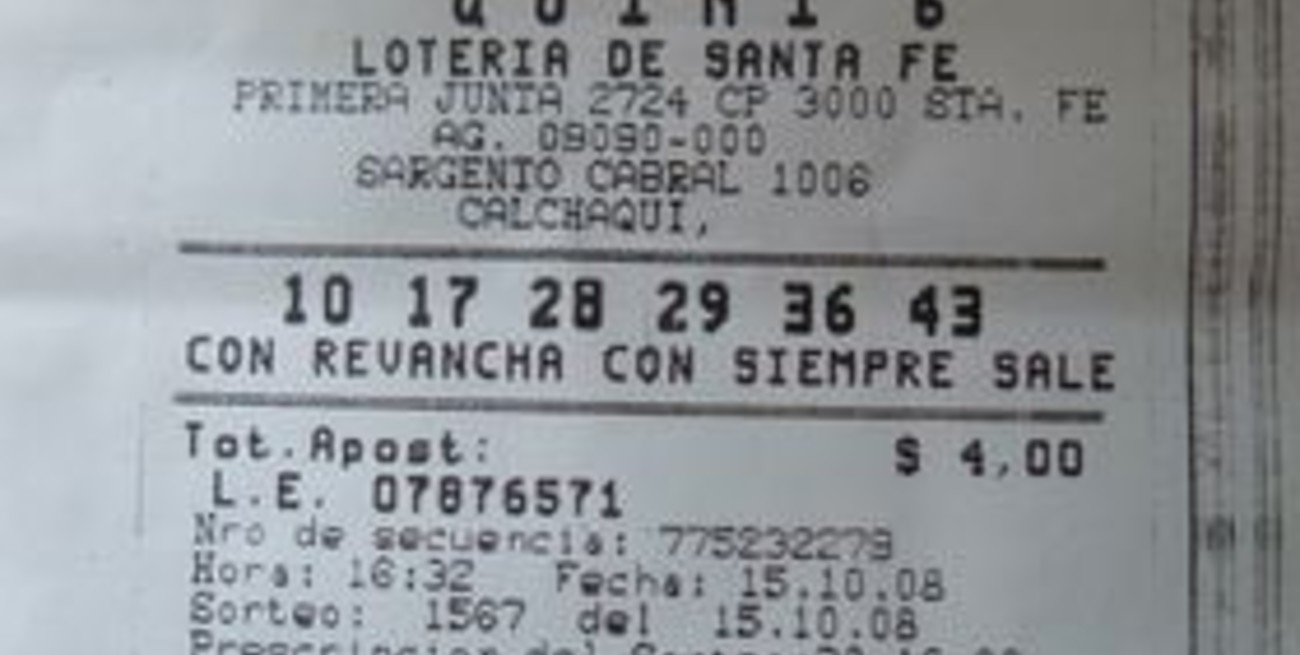 QUINI 6
LOTERIA DE SANTA FE
PRIMERA JUNTA 2724 CP 3000 STA. FE
AG. 09090-000
SARGENTO CABRAL 1006
CALCHAQUI,
10 17 28 29 36 43
CON REVANCHA CON SIEMPRE SALE
Tot.Apost: $ 4,00
L.E. 07876571
Nro de secuencia: 775232279
Hora: 16:32 Fecha: 15.10.08
Sorteo: 1567 del 15.10.08